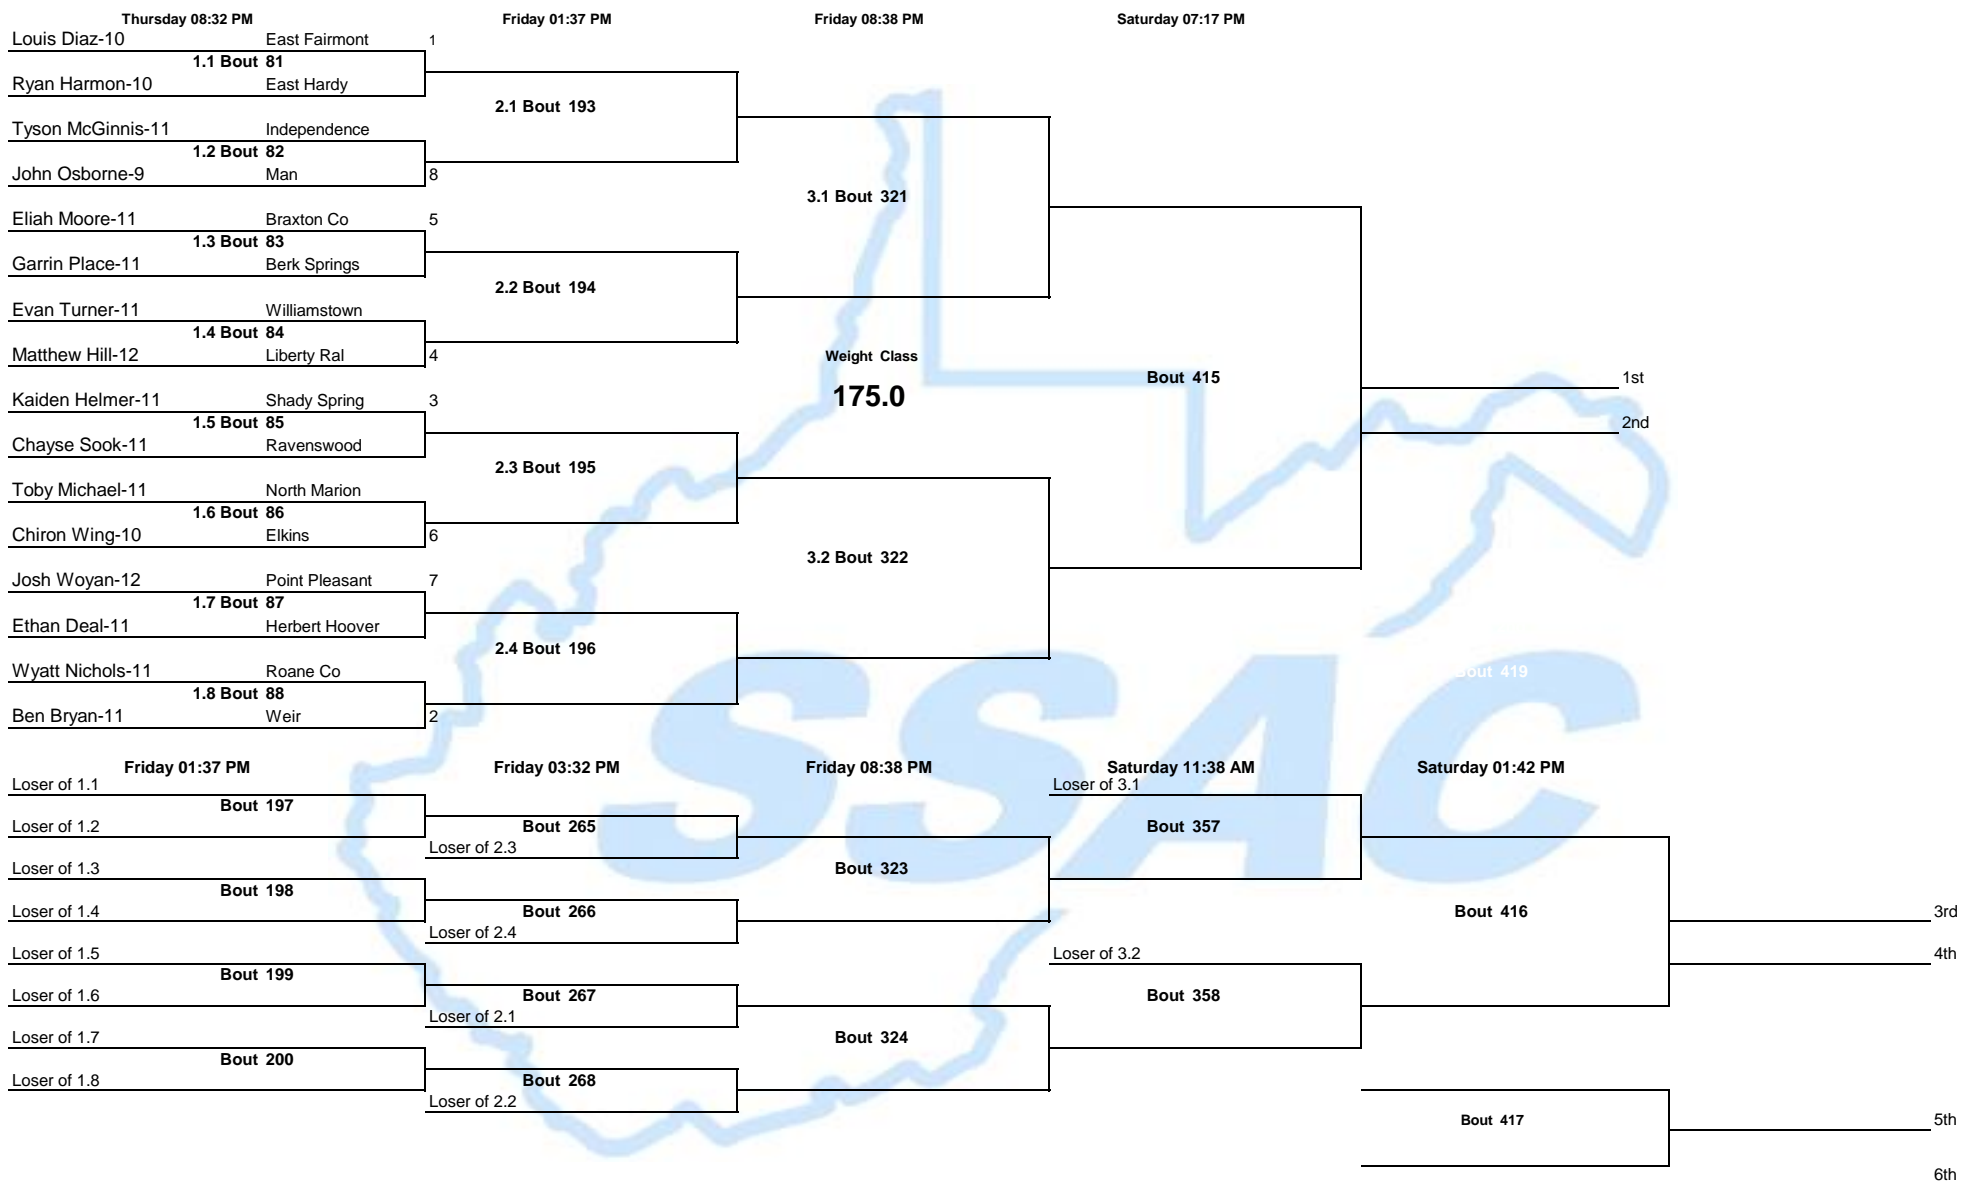 Thursday 08:32 PM Friday 01:37 PM Friday 08:38 PM Saturday 07:17 PM
Louis Diaz-10 East Fairmont 1
1.1 Bout 81
Ryan Harmon-10 East Hardy
2.1 Bout 193
Tyson McGinnis-11 Independence
1.2 Bout 82
John Osborne-9 Man 8
3.1 Bout 321
Eliah Moore-11 Braxton Co 5
1.3 Bout 83
Garrin Place-11 Berk Springs
2.2 Bout 194
Evan Turner-11 Williamstown
1.4 Bout 84
Matthew Hill-12 Liberty Ral 4
Weight Class
175.0
Bout 415
1st
2nd
Kaiden Helmer-11 Shady Spring 3
1.5 Bout 85
Chayse Sook-11 Ravenswood
2.3 Bout 195
Toby Michael-11 North Marion
1.6 Bout 86
Chiron Wing-10 Elkins 6
3.2 Bout 322
Josh Woyan-12 Point Pleasant 7
1.7 Bout 87
Ethan Deal-11 Herbert Hoover
2.4 Bout 196
Wyatt Nichols-11 Roane Co
1.8 Bout 88
Ben Bryan-11 Weir 2
Bout 419
SSAC
Friday 01:37 PM Friday 03:32 PM Friday 08:38 PM Saturday 11:38 AM Saturday 01:42 PM
Loser of 1.1 Loser of 3.1
Bout 197
Loser of 1.2 Bout 265 Bout 357
Loser of 2.3
Loser of 1.3 Bout 323
Bout 198
Loser of 1.4 Bout 266 Bout 416 3rd
Loser of 2.4
Loser of 1.5 Loser of 3.2 4th
Bout 199
Loser of 1.6 Bout 267 Bout 358
Loser of 2.1
Loser of 1.7 Bout 324
Bout 200
Loser of 1.8 Bout 268
Loser of 2.2
Bout 417 5th
6th